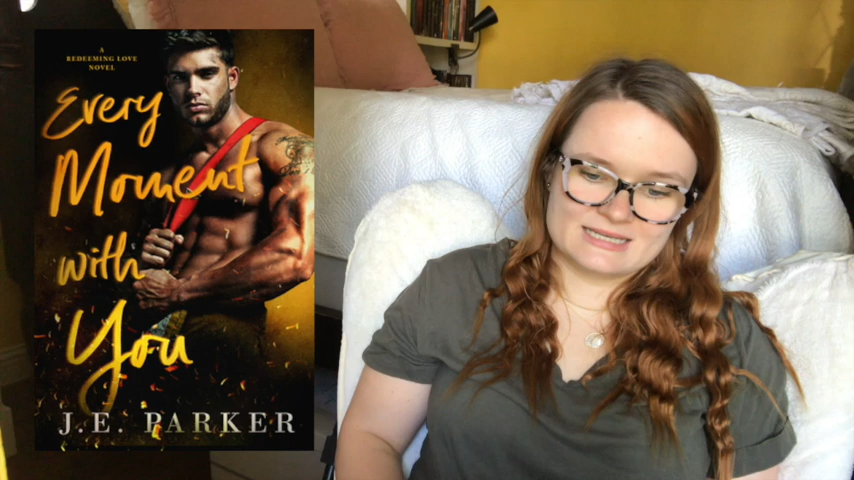 A
REDEEMING LOVE
NOVEL
Every
Moment
with
You
J.E. PARKER